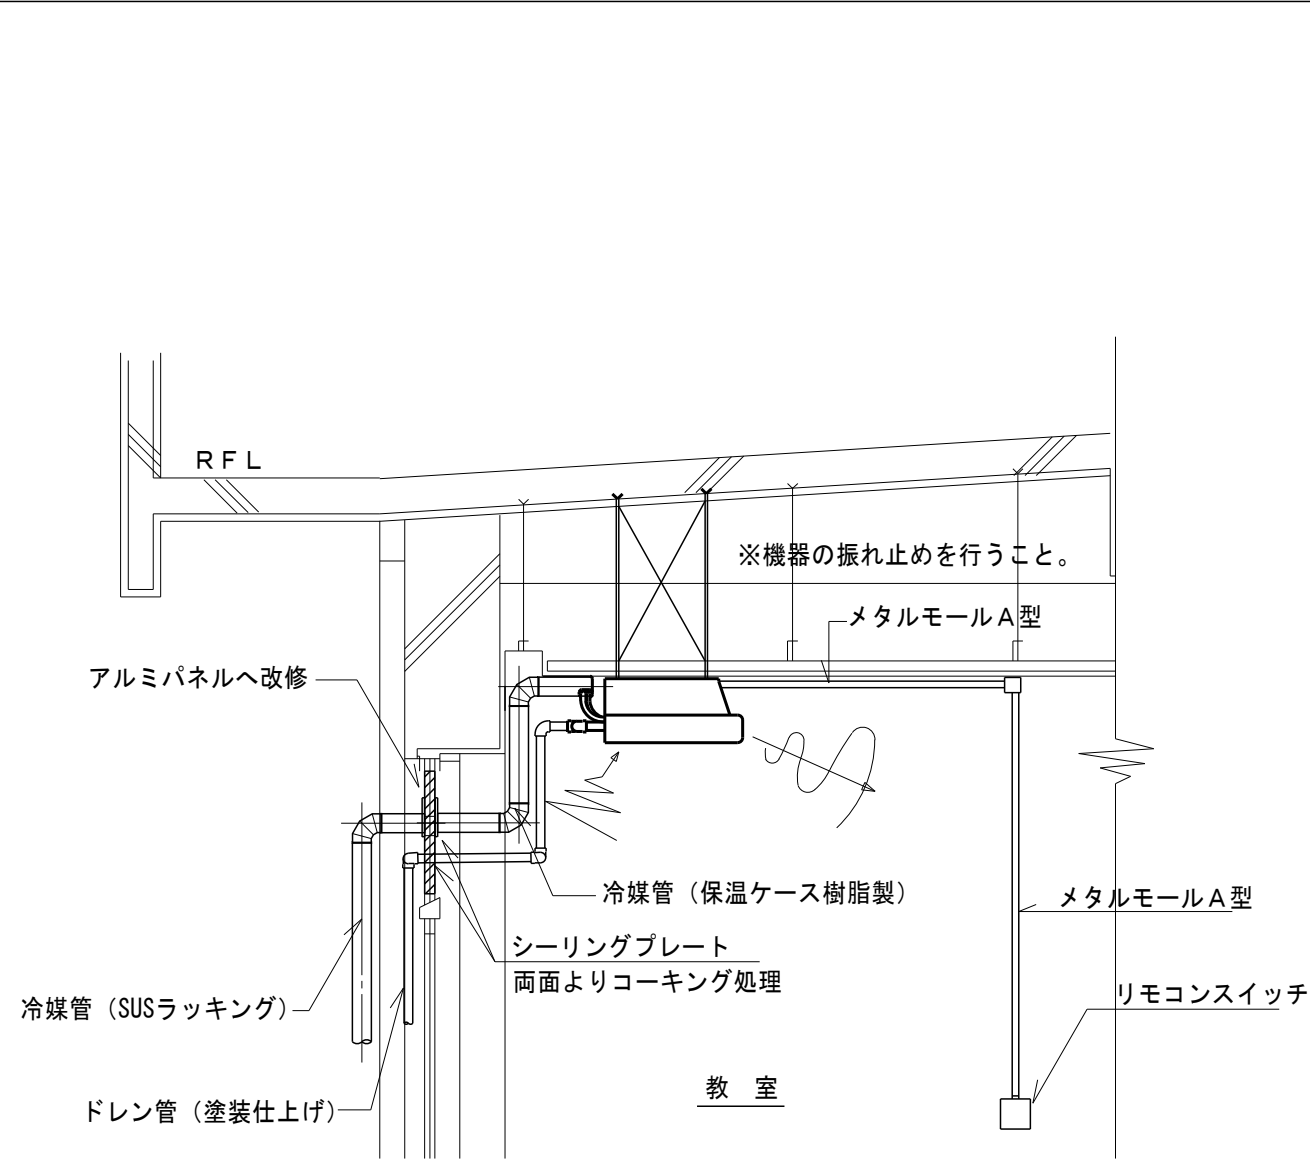 ＲＦＬ
※機器の振れ止めを行うこと。
メタルモールＡ型
アルミパネルへ改修
冷媒管（保温ケース樹脂製）
メタルモールＡ型
シーリングプレート
両面よりコーキング処理
リモコンスイッチ
冷媒管（SUSラッキング）
教　室
ドレン管（塗装仕上げ）